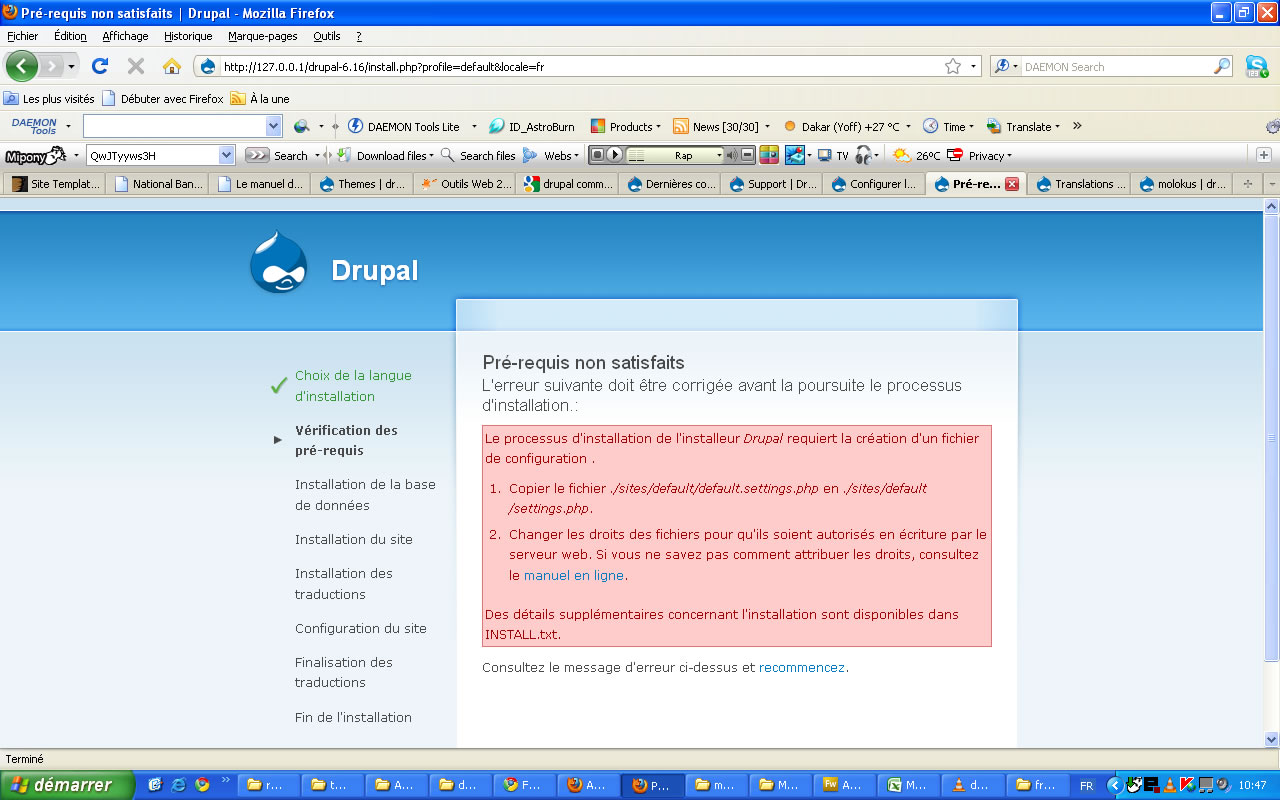 Pré-requis non satisfaits | Drupal - Mozilla Firefox
Fichier Édition Affichage Historique Marque-pages Outils ?
http://127.0.0.1/drupal-6.16/install.php?profile=default&locale=fr
DAEMON Search
Les plus visités Débuter avec Firefox À la une
DAEMON Tools DAEMON Tools Lite ID_AstroBurn Products News [30/30] Dakar (Yoff) +27 °C Time Translate
Mipony QwJTyyws3H Search Download files Search files Webs Rap TV 26°C Privacy
Site Templat... National Ban... Le manuel d... Themes | dr... Outils Web 2... drupal comm... Dernières co... Support | Dr... Configurer l... Pré-re... Translations ... molokus | dr...
Drupal
Choix de la langue
d'installation
Vérification des
pré-requis
Installation de la base
de données
Installation du site
Installation des
traductions
Configuration du site
Finalisation des
traductions
Fin de l'installation
Pré-requis non satisfaits
L'erreur suivante doit être corrigée avant la poursuite le processus
d'installation.:
Le processus d'installation de l'installeur Drupal requiert la création d'un fichier
de configuration .
1. Copier le fichier ./sites/default/default.settings.php en ./sites/default
/settings.php.
2. Changer les droits des fichiers pour qu'ils soient autorisés en écriture par le
serveur web. Si vous ne savez pas comment attribuer les droits, consultez
le manuel en ligne.
Des détails supplémentaires concernant l'installation sont disponibles dans
INSTALL.txt.
Consultez le message d'erreur ci-dessus et recommencez.
Terminé
démarrer r... t... A... d... F... A... P... m... M... A... M... d... fr... FR 10:47